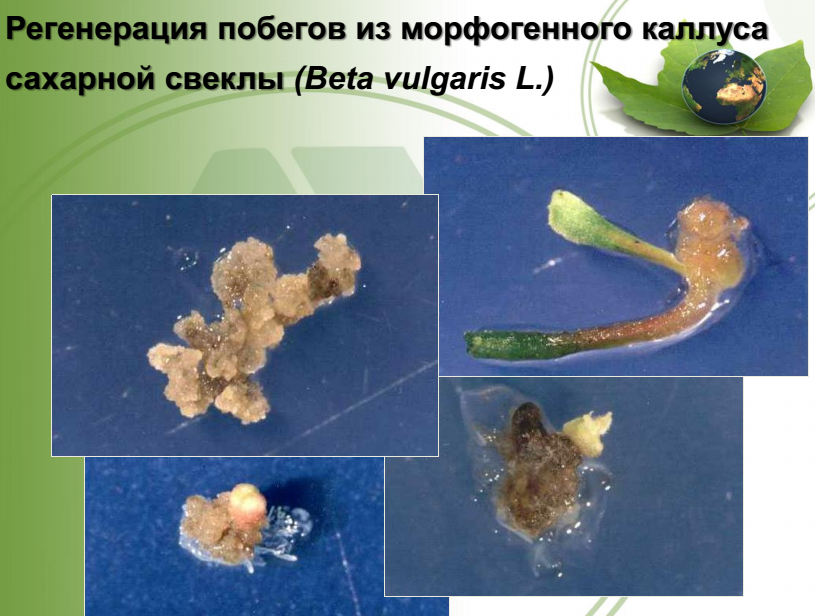 Регенерация побегов из морфогенного каллуса
сахарной свеклы (Beta vulgaris L.)